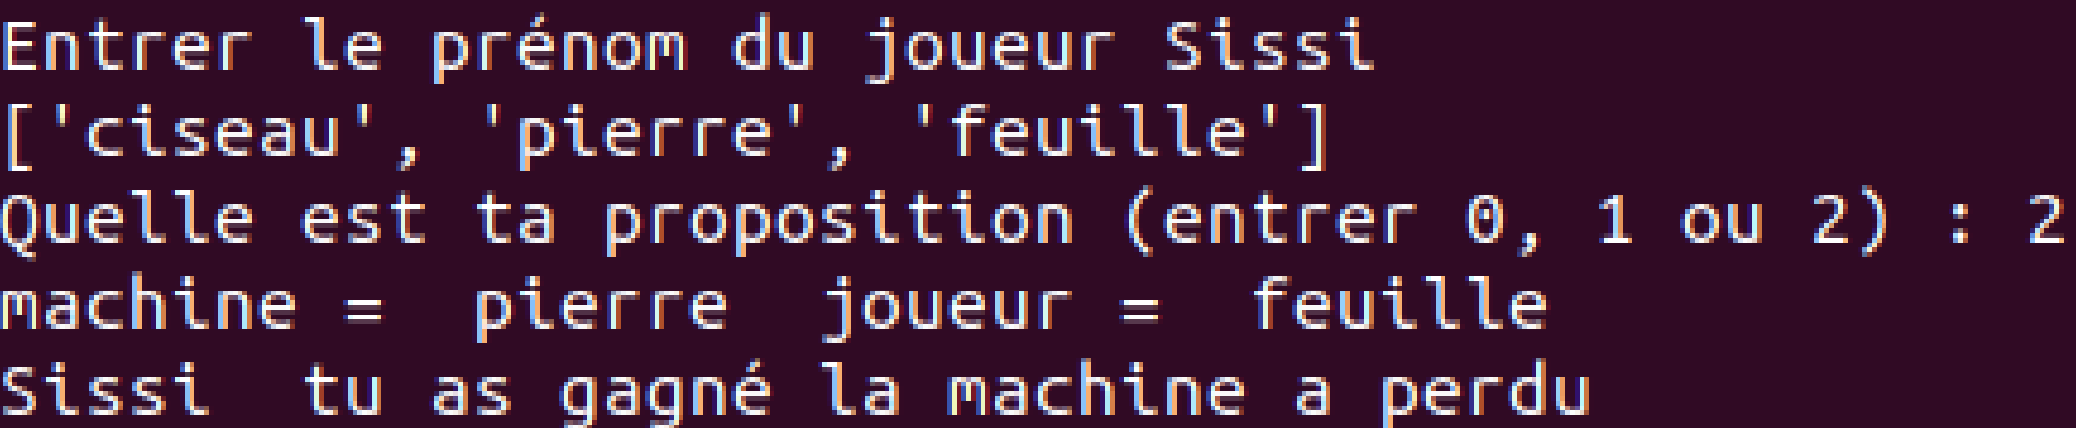 Entrer le prénom du joueur Sissi
['ciseau', 'pierre', 'feuille']
Quelle est ta proposition (entrer 0, 1 ou 2) : 2
machine =  pierre  joueur =  feuille
Sissi  tu as gagné la machine a perdu